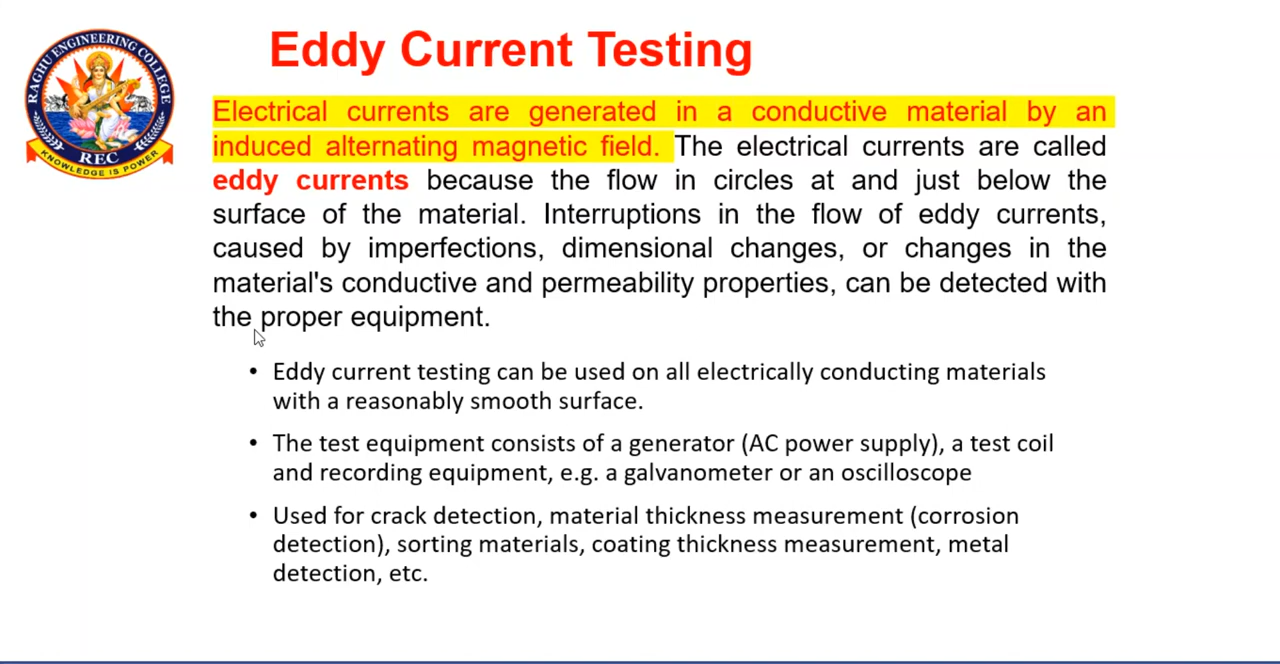 Eddy Current Testing
RAGHU ENGINEERING COLLEGE
REC
KNOWLEDGE IS POWER
Electrical currents are generated in a conductive material by an
induced alternating magnetic field. The electrical currents are called
eddy currents because the flow in circles at and just below the
surface of the material. Interruptions in the flow of eddy currents,
caused by imperfections, dimensional changes, or changes in the
material's conductive and permeability properties, can be detected with
the proper equipment.
• Eddy current testing can be used on all electrically conducting materials
with a reasonably smooth surface.
• The test equipment consists of a generator (AC power supply), a test coil
and recording equipment, e.g. a galvanometer or an oscilloscope
• Used for crack detection, material thickness measurement (corrosion
detection), sorting materials, coating thickness measurement, metal
detection, etc.